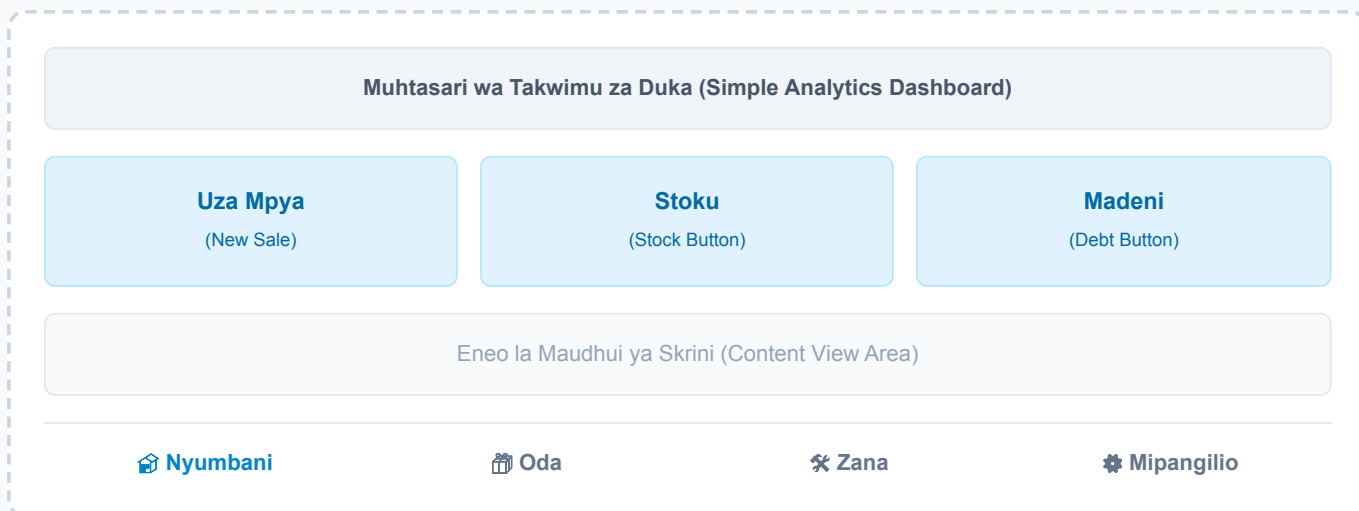 Muhtasari wa Takwimu za Duka (Simple Analytics Dashboard)
Uza Mpya
(New Sale)
Stoku
(Stock Button)
Madeni
(Debt Button)
Eneo la Maudhui ya Skrini (Content View Area)
Nyumbani
Oda
Zana
Mipangilio